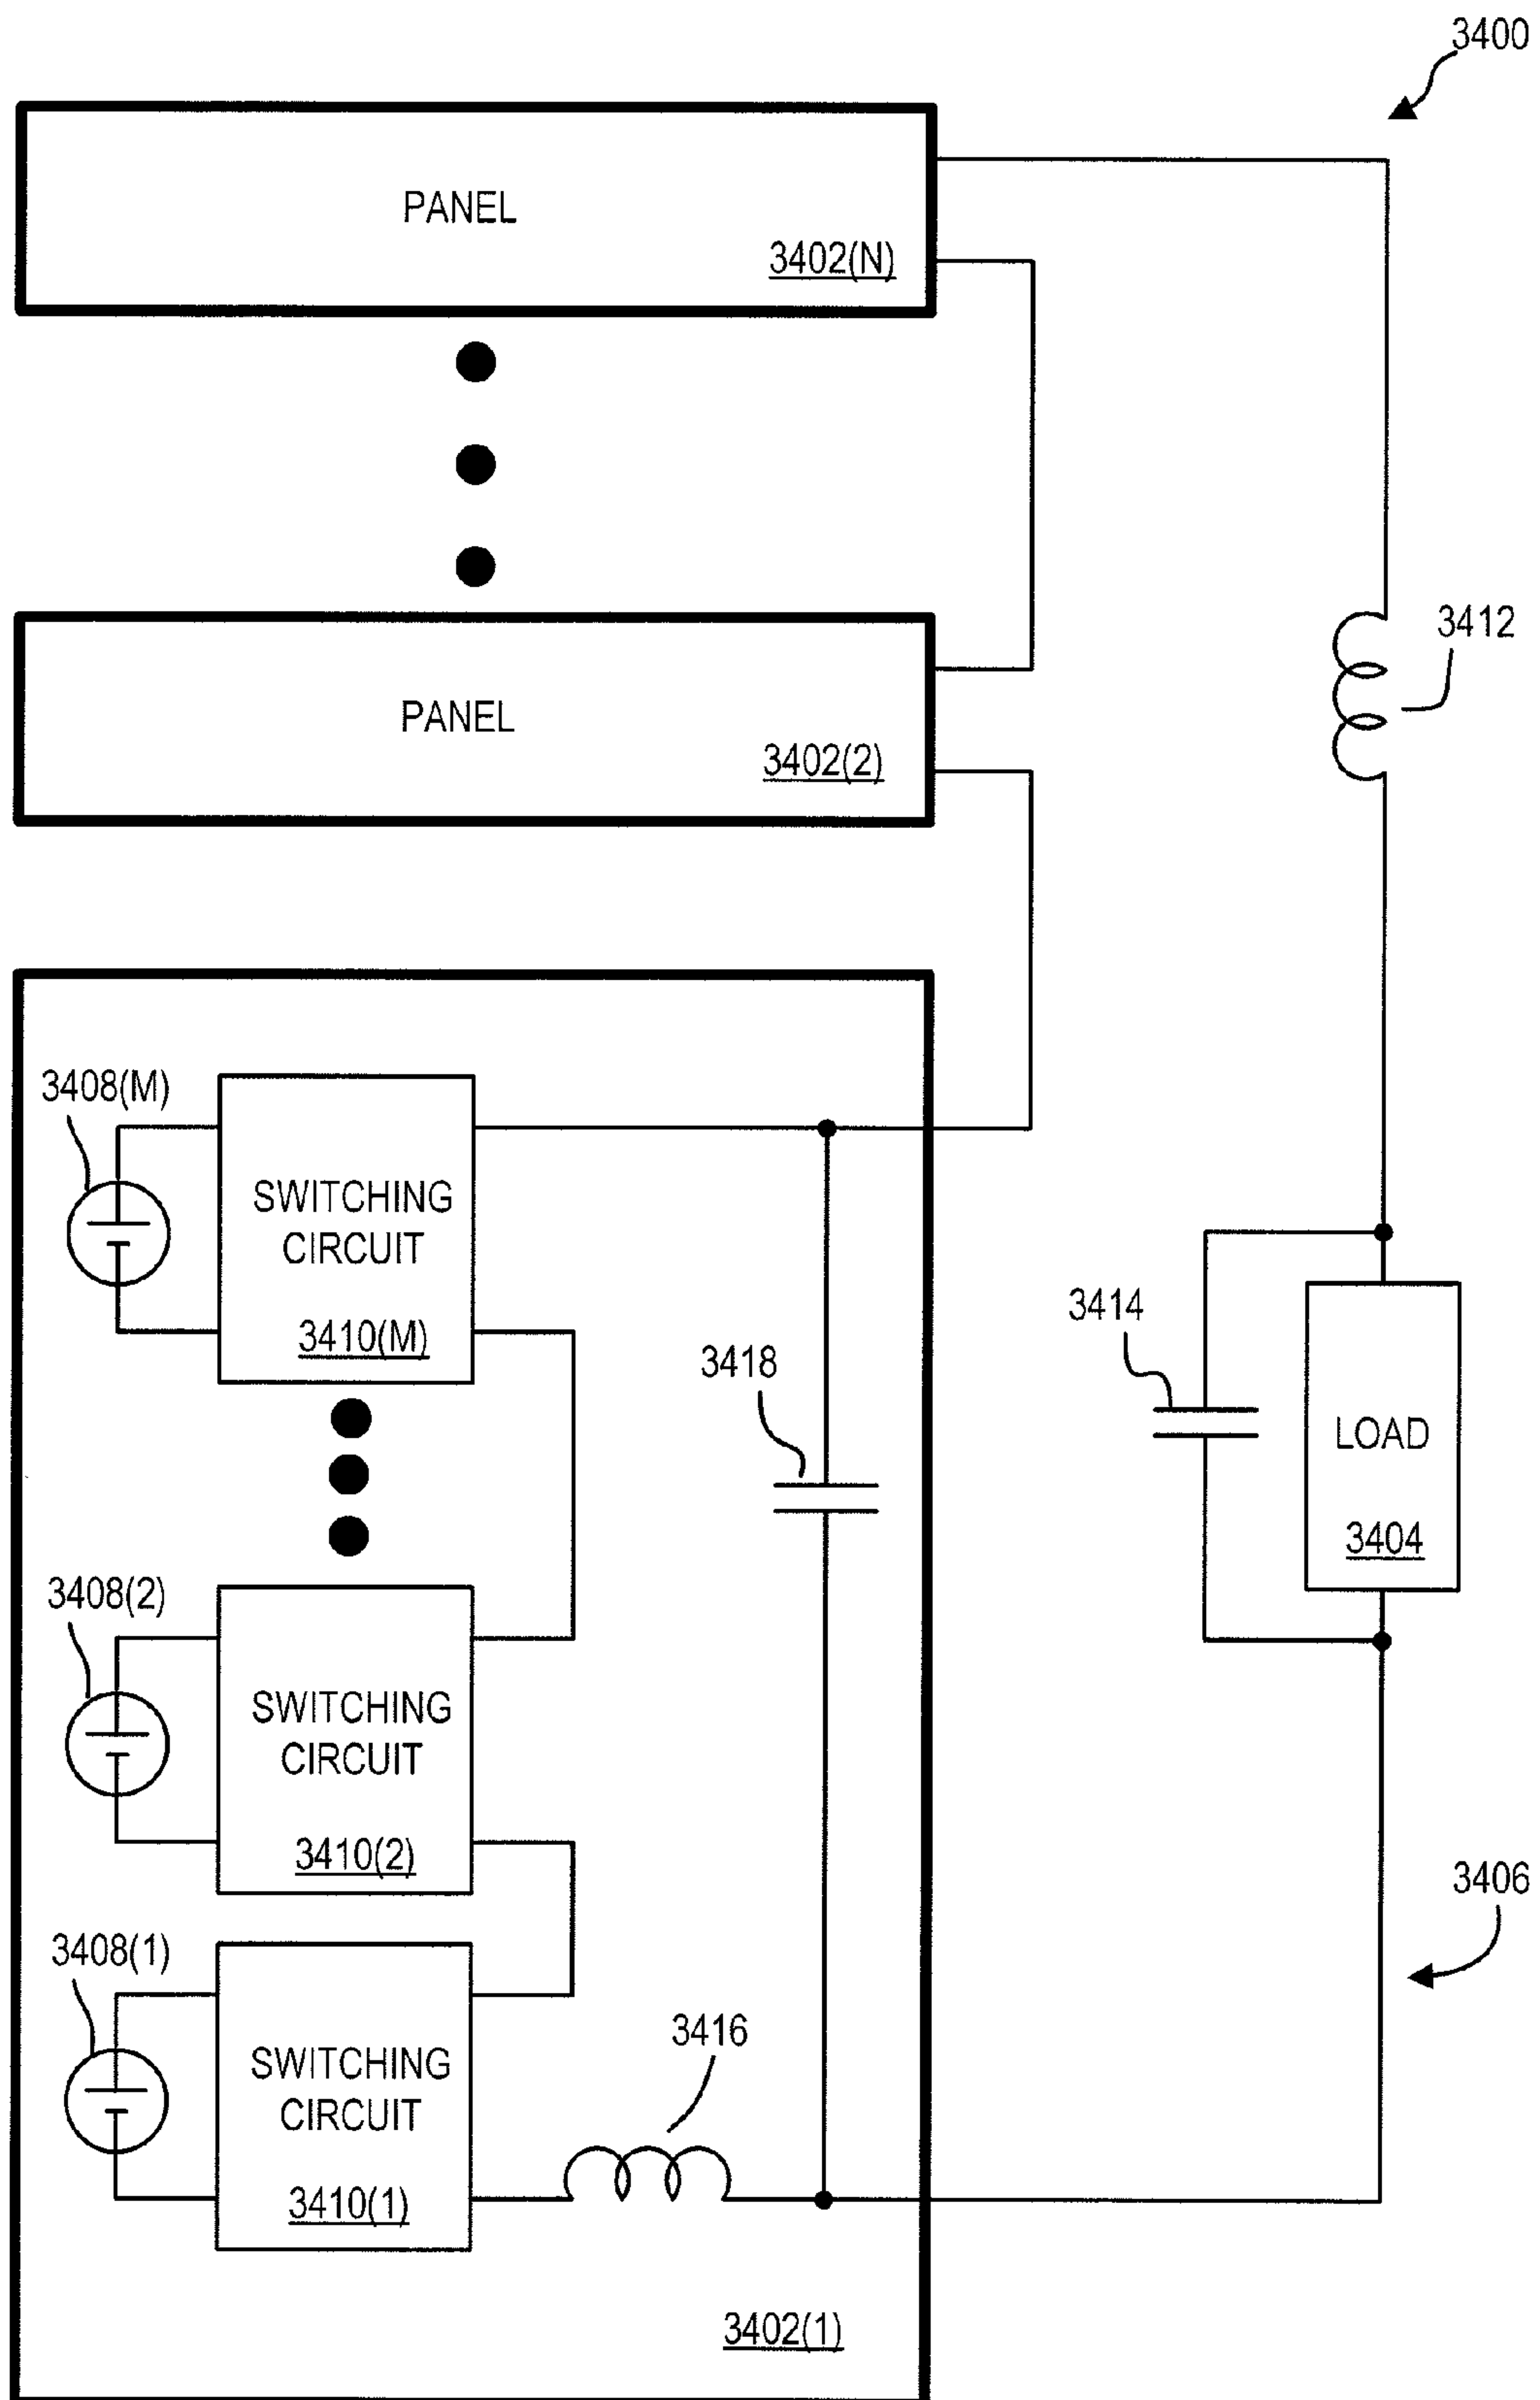 3400
PANEL
3402(N)
3412
PANEL
3402(2)
3408(M)
SWITCHING
CIRCUIT
3410(M)
3418
3414
LOAD
3404
3408(2)
SWITCHING
CIRCUIT
3410(2)
3406
3408(1)
SWITCHING
CIRCUIT
3410(1)
3416
3402(1)